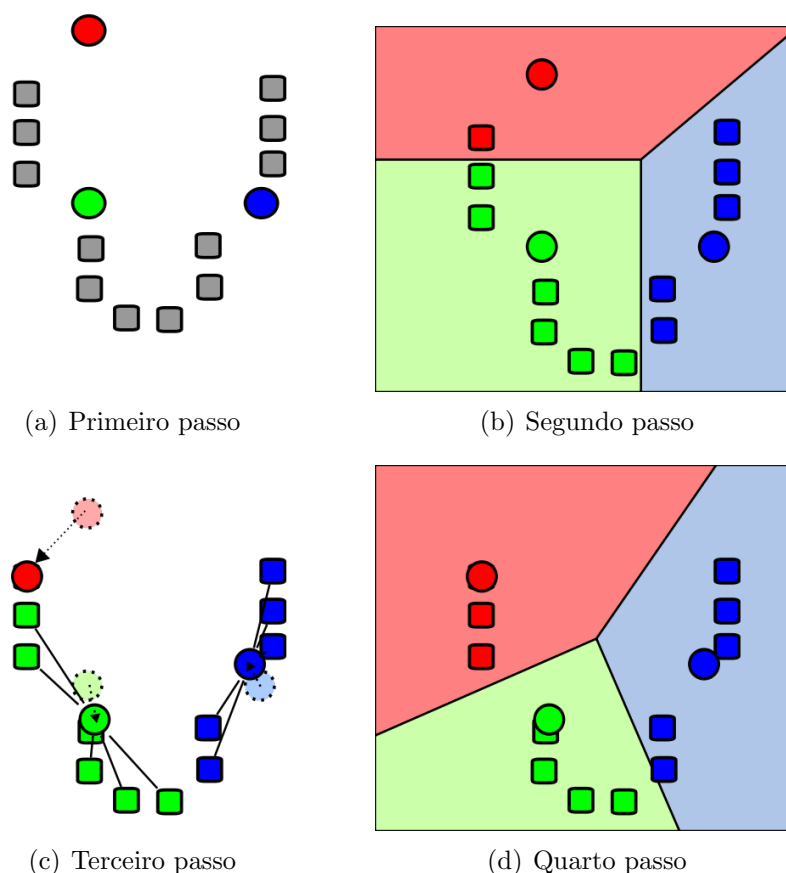 (a) Primeiro passo
(b) Segundo passo
(c) Terceiro passo
(d) Quarto passo